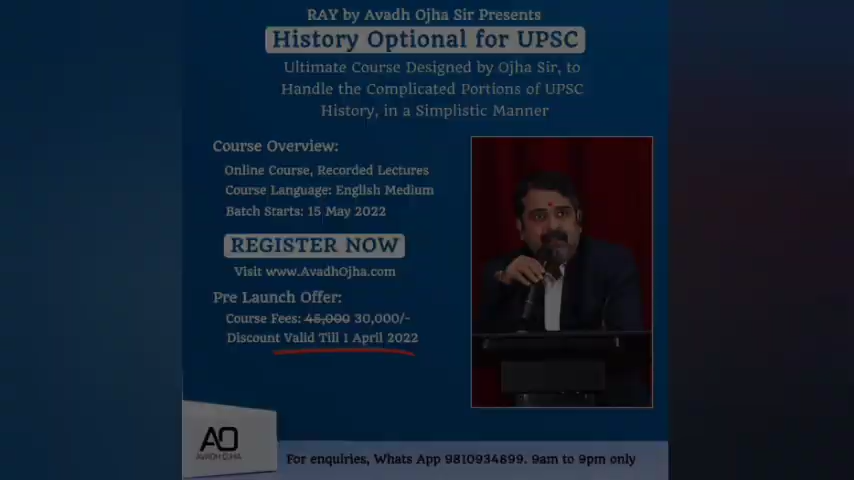 RAY by Avadh Ojha Sir Presents
History Optional for UPSC
Ultimate Course Designed by Ojha Sir, to
Handle the Complicated Portions of UPSC
History, in a Simplistic Manner
Course Overview:
Online Course, Recorded Lectures
Course Language: English Medium
Batch Starts: 15 May 2022
REGISTER NOW
Visit www.AvadhOjha.com
Pre Launch Offer:
Course Fees: 45,000 30,000/-
Discount Valid Till 1 April 2022
AO
AVADH OJHA
For enquiries, Whats App 9810934899. 9am to 9pm only